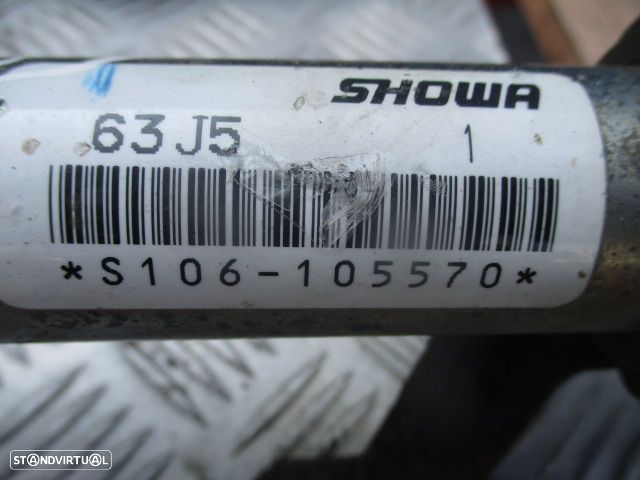 SHOWA
63J5 1
*S106-105570*
STANDVIRTUAL